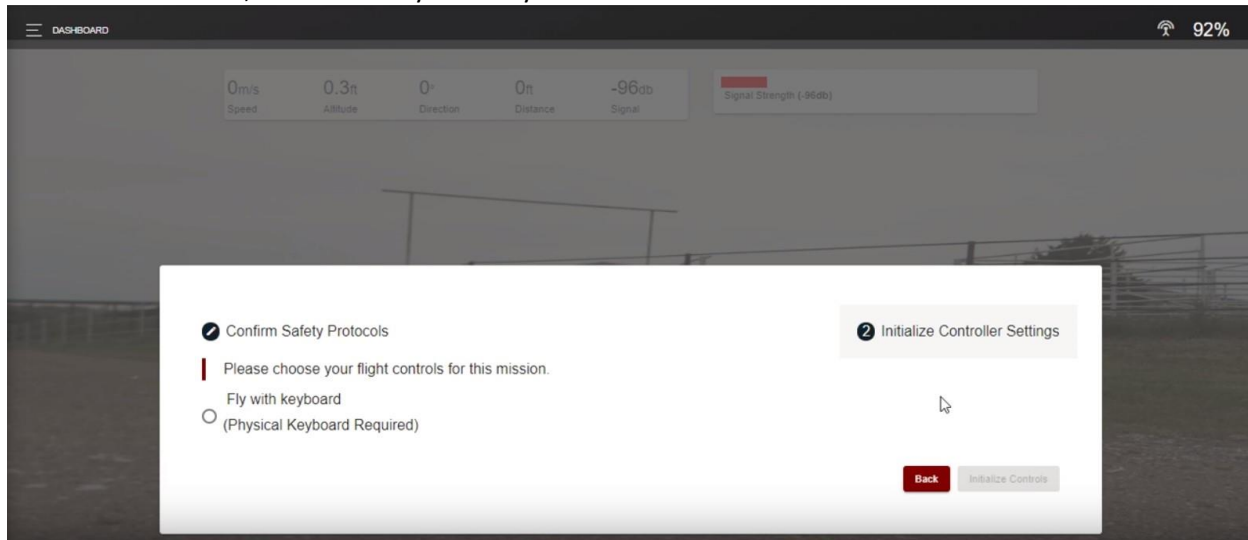 DASHBOARD
92%
0m/s 0.3ft 0° 0ft -96db
Speed Altitude Direction Distance Signal
Signal Strength (-96db)
Confirm Safety Protocols
2 Initialize Controller Settings
Please choose your flight controls for this mission.
Fly with keyboard
(Physical Keyboard Required)
Back Initialize Controls